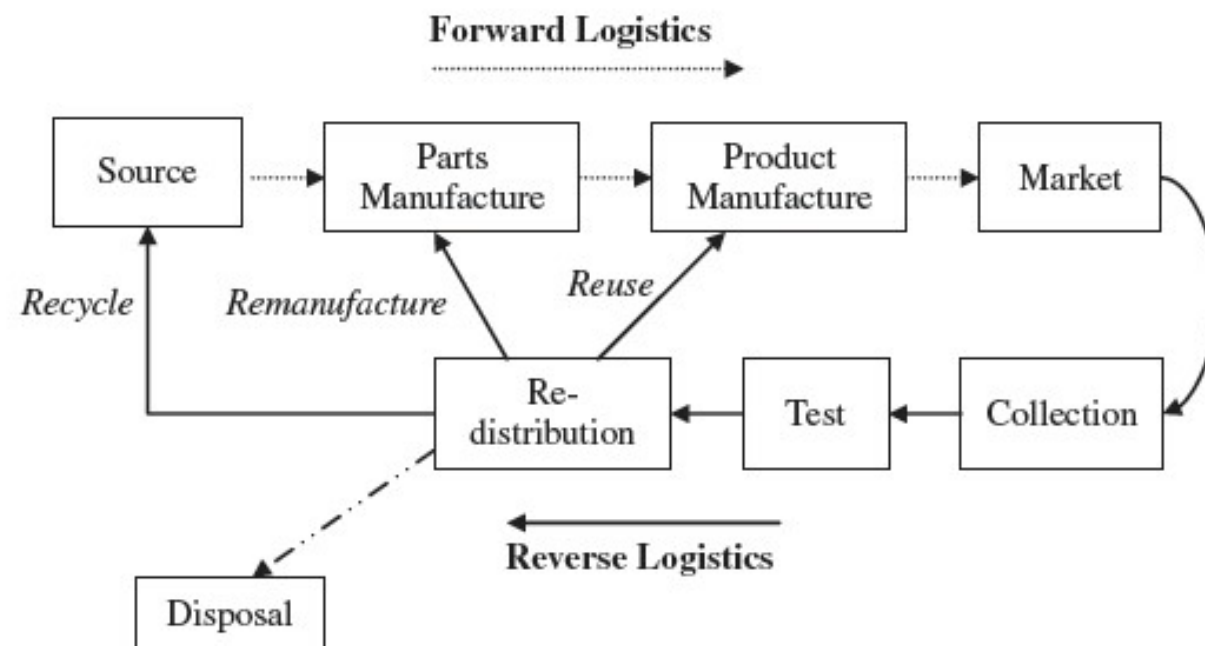 Forward Logistics
Source
Parts
Manufacture
Product
Manufacture
Market
Recycle
Remanufacture
Reuse
Re-
distribution
Test
Collection
Reverse Logistics
Disposal